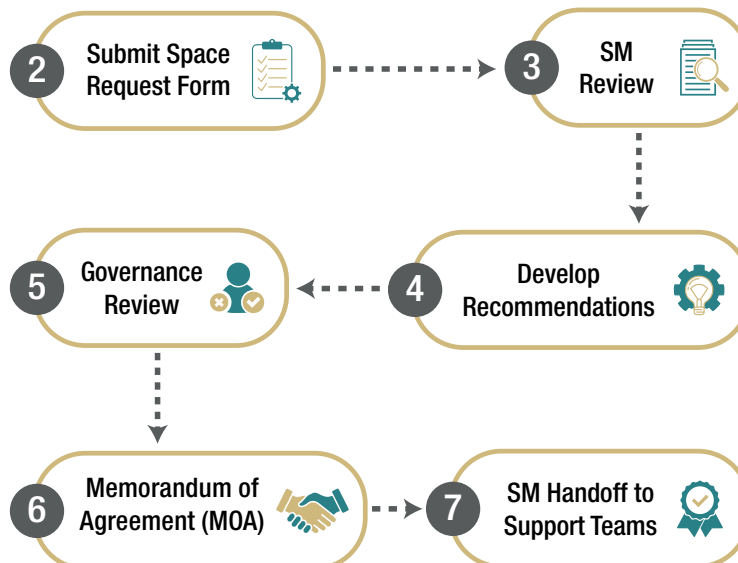 2
Submit Space
Request Form
3
SM
Review
4
Develop
Recommendations
5
Governance
Review
6
Memorandum of
Agreement (MOA)
7
SM Handoff to
Support Teams